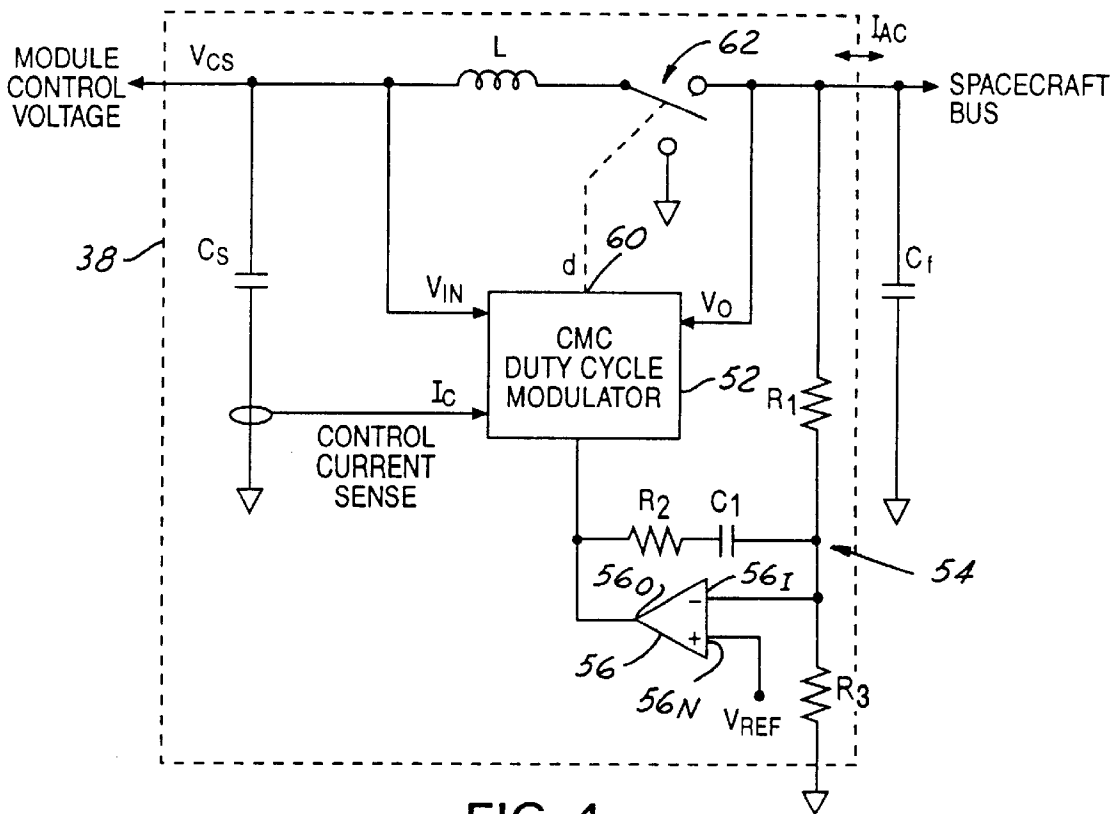 MODULE
CONTROL
VOLTAGE
VCS
L
62
IAC
SPACECRAFT
BUS
38
CS
d
60
Cf
VIN
VO
CMC
DUTY CYCLE
MODULATOR
52
R1
IC
CONTROL
CURRENT
SENSE
R2
C1
54
56O
56I
-
+
56
56N
VREF
R3